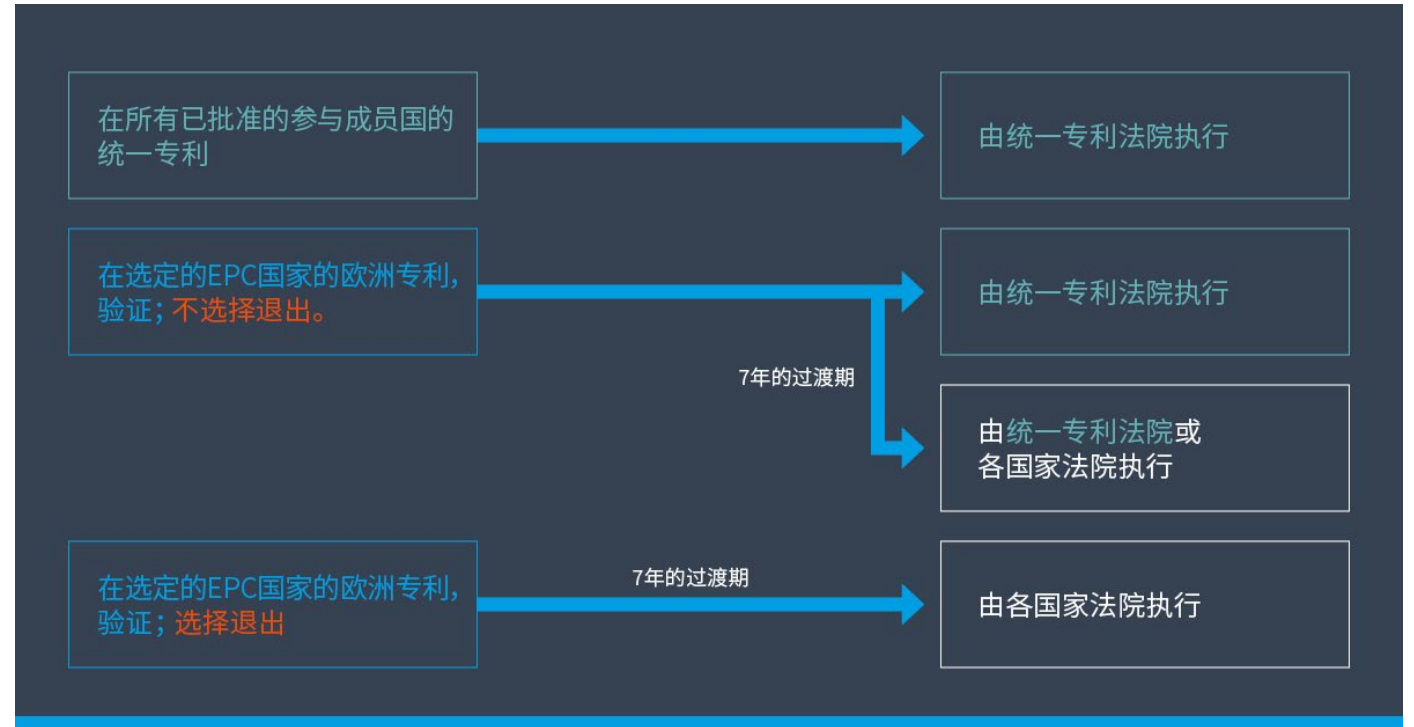 在所有已批准的参与成员国的
统一专利
由统一专利法院执行
在选定的EPC国家的欧洲专利,
验证；不选择退出。
由统一专利法院执行
7年的过渡期
由统一专利法院或
各国家法院执行
在选定的EPC国家的欧洲专利,
验证；选择退出
7年的过渡期
由各国家法院执行